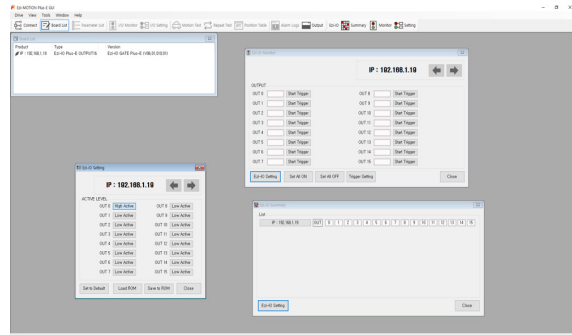 Ezi-MOTION Plus-E GUI
Drive View Tools Window Help
Connect Board List Parameter List I/O Monitor I/O Setting Motion Test Repeat Test Position Table Alarm Logs Output Ezi-IO Summary Monitor Setting
Board List
Product Type Version
IP : 192.168.1.19 Ezi-IO Plus-E OUTPUT16
Ezi-IO Summary
List
IP : 192.168.1.19 OUT 0 1 2 3 4 5 6 7 8 9 10 11 12 13 14 15
Ezi-IO Setting Close
IP : 192.168.1.19
OUTPUT
OUT 0 Start Trigger OUT 8 Start Trigger
OUT 1 Start Trigger OUT 9 Start Trigger
OUT 2 Start Trigger OUT 10 Start Trigger
OUT 3 Start Trigger OUT 11 Start Trigger
OUT 4 Start Trigger OUT 12 Start Trigger
OUT 5 Start Trigger OUT 13 Start Trigger
OUT 6 Start Trigger OUT 14 Start Trigger
OUT 7 Start Trigger OUT 15 Start Trigger
Ezi-IO Setting Set All ON Set All OFF Trigger Setting Close
Ezi-IO Setting
IP : 192.168.1.19
ACTIVE LEVEL
OUT 0 High Active OUT 8 Low Active
OUT 1 Low Active OUT 9 Low Active
OUT 2 Low Active OUT 10 Low Active
OUT 3 Low Active OUT 11 Low Active
OUT 4 Low Active OUT 12 Low Active
OUT 5 Low Active OUT 13 Low Active
OUT 6 Low Active OUT 14 Low Active
OUT 7 Low Active OUT 15 Low Active
Set to Default Load ROM Save to ROM Close